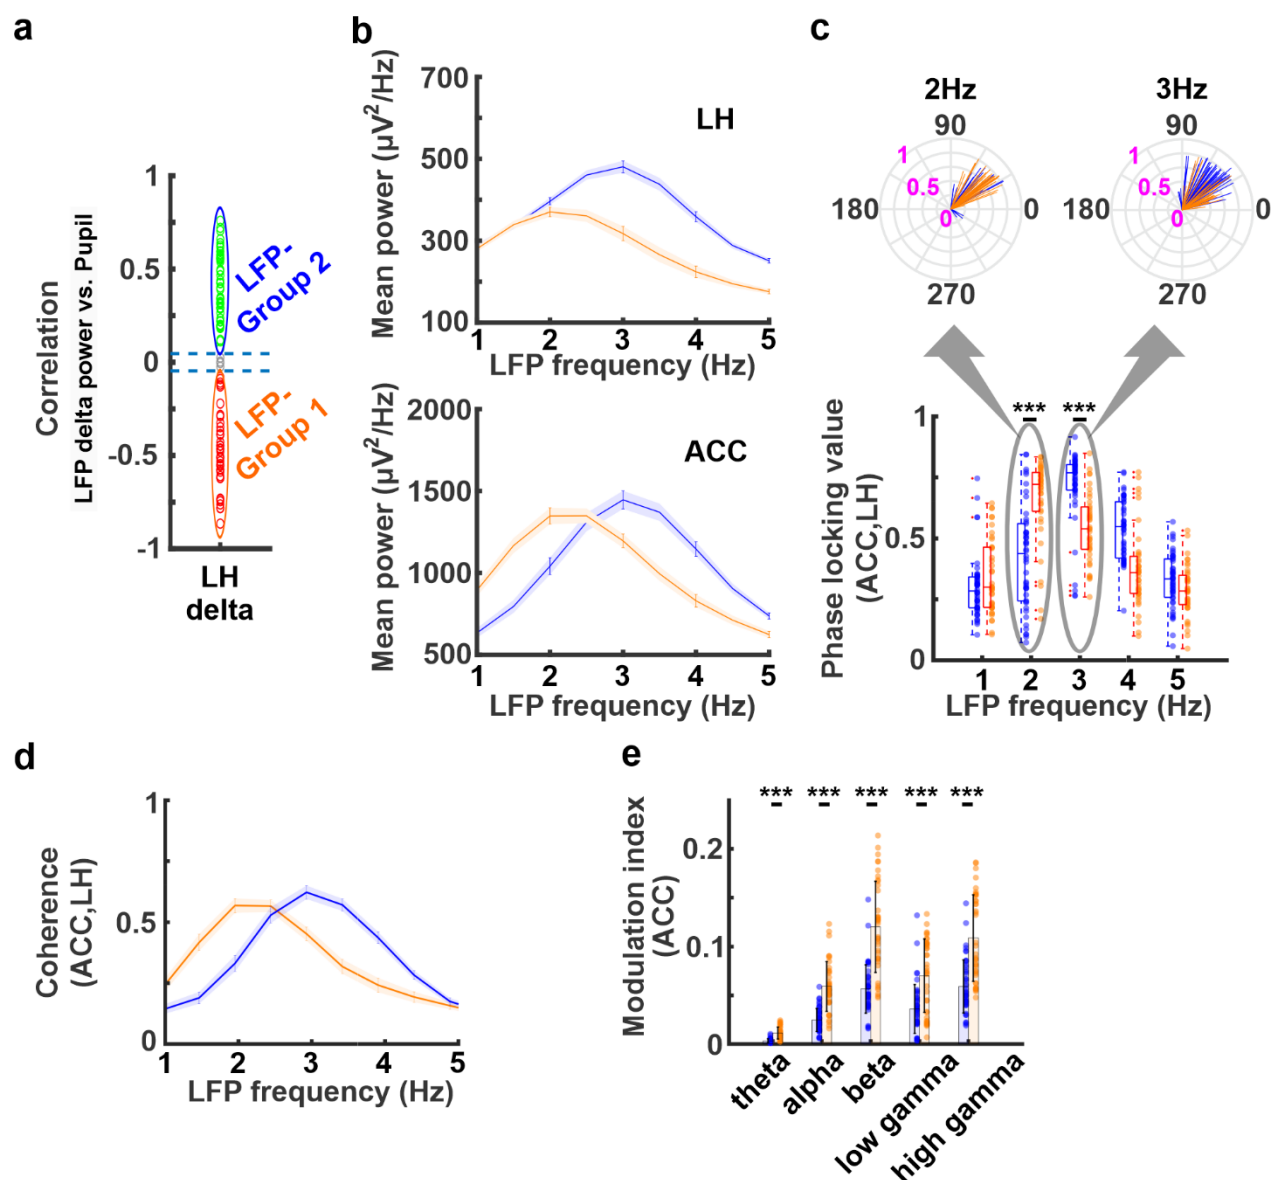 a
Correlation
LFP delta power vs. Pupil
1
0.5
0
-0.5
-1
LFP-
Group 2
LFP-
Group 1
LH
delta
b
Mean power (µV²/Hz)
700
500
300
100
LH
1 2 3 4 5
LFP frequency (Hz)
Mean power (µV²/Hz)
2000
1500
1000
500
ACC
1 2 3 4 5
LFP frequency (Hz)
c
2Hz
90
1
0.5
0
180
0
270
3Hz
90
1
0.5
0
180
0
270
*** ***
Phase locking value
(ACC,LH)
1
0.5
0
1 2 3 4 5
LFP frequency (Hz)
d
Coherence
(ACC,LH)
1
0.5
0
1 2 3 4 5
LFP frequency (Hz)
e
Modulation index
(ACC)
*** *** *** *** ***
0.2
0.1
0
theta
alpha
beta
low gamma
high gamma